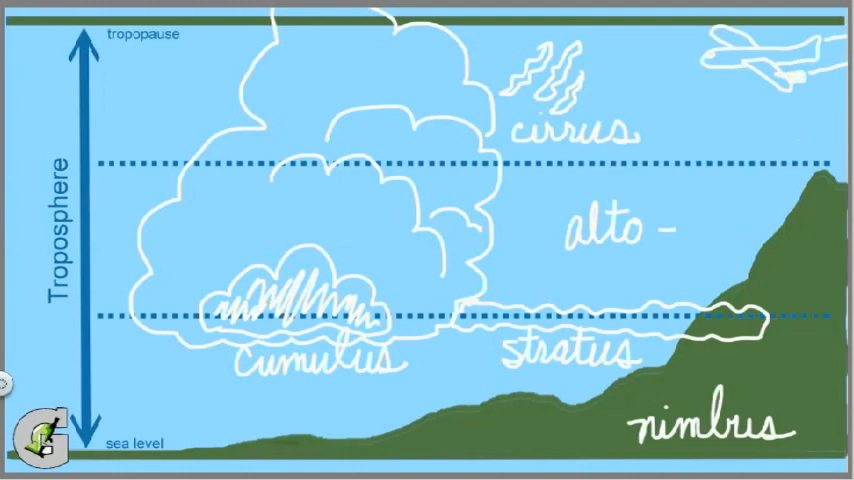 tropopause
cirrus
Troposphere
alto -
cumulus
stratus
nimbus
sea level